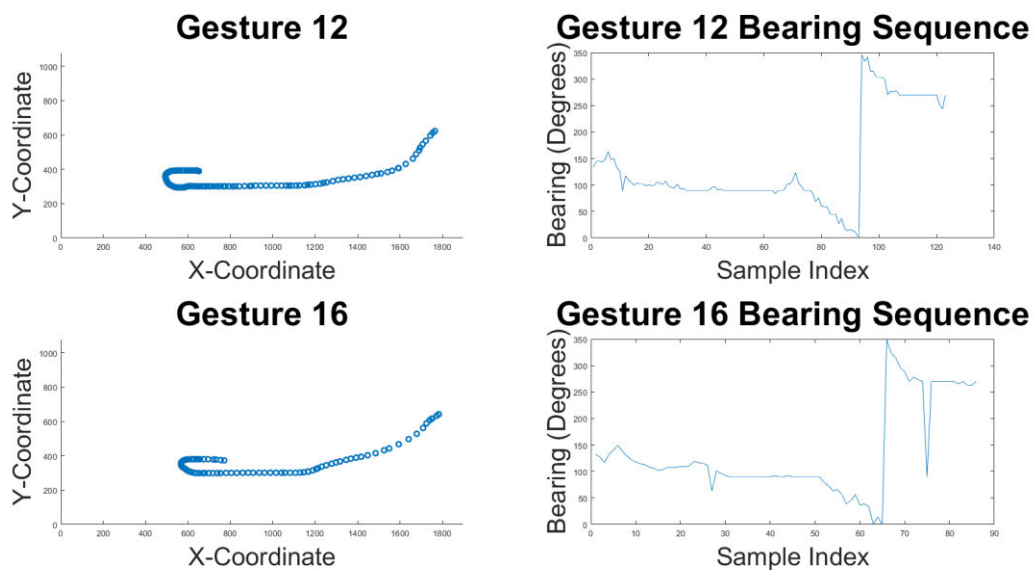 Gesture 12
Y-Coordinate
1000
800
600
400
200
0
0 200 400 600 800 1000 1200 1400 1600 1800
X-Coordinate
Gesture 12 Bearing Sequence
Bearing (Degrees)
350
300
250
200
150
100
50
0
0 20 40 60 80 100 120 140
Sample Index
Gesture 16
Y-Coordinate
1000
800
600
400
200
0
0 200 400 600 800 1000 1200 1400 1600 1800
X-Coordinate
Gesture 16 Bearing Sequence
Bearing (Degrees)
350
300
250
200
150
100
50
0
0 10 20 30 40 50 60 70 80 90
Sample Index